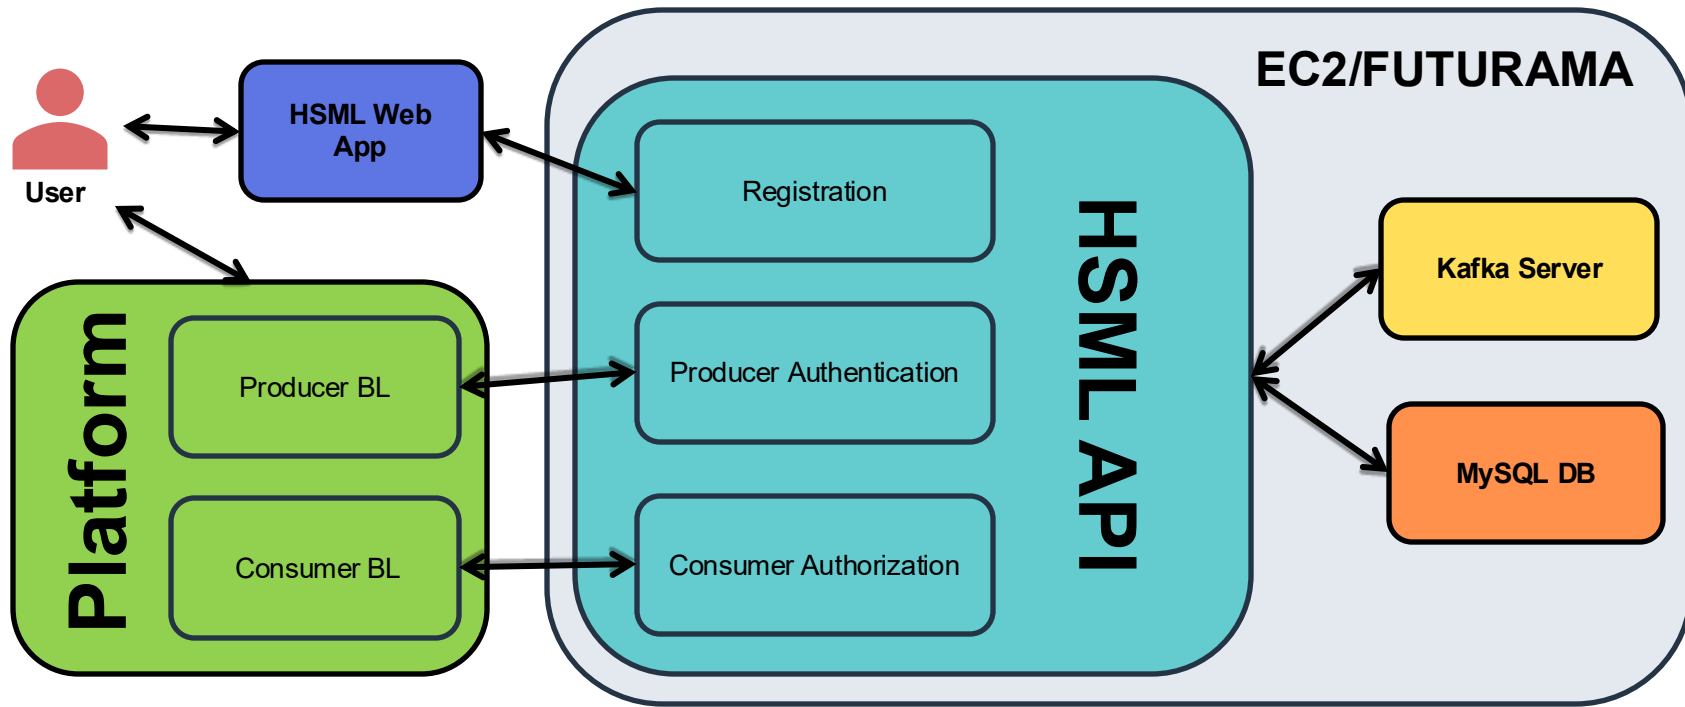 EC2/FUTURAMA
HSML Web
App
User
Registration
HSML API
Kafka Server
Platform
Producer BL
Producer Authentication
MySQL DB
Consumer BL
Consumer Authorization